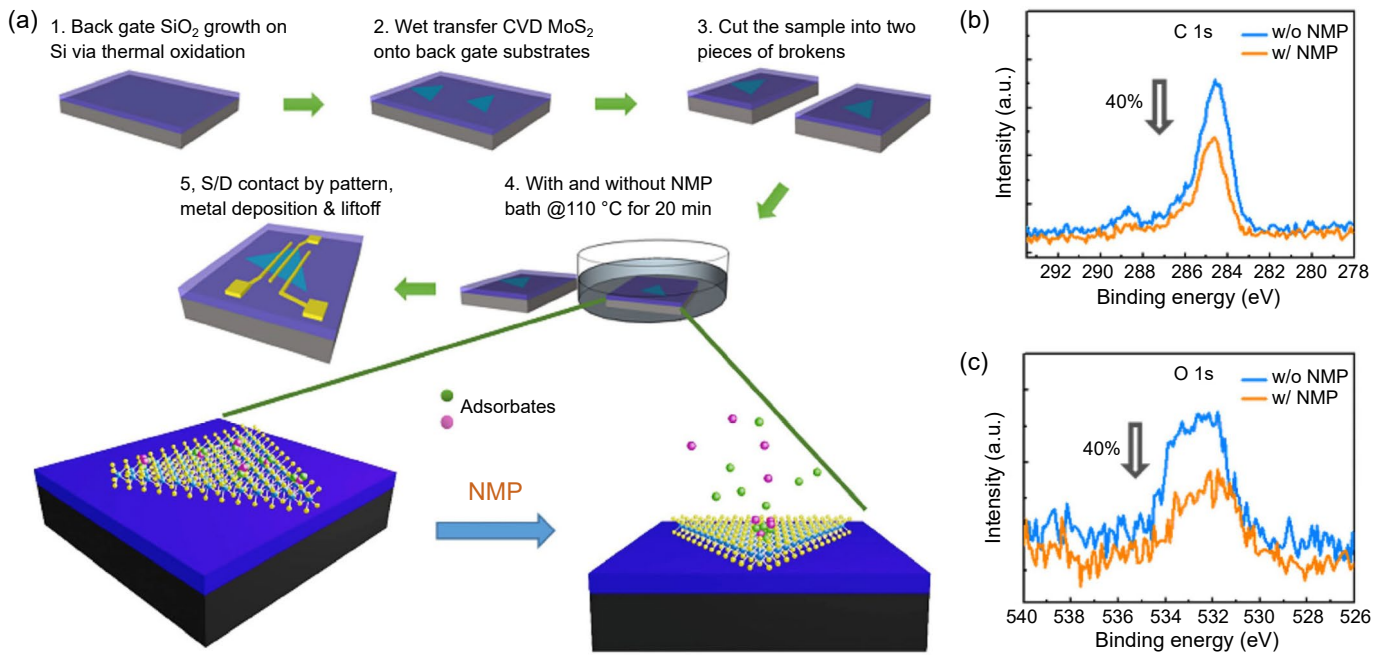 (a)
1. Back gate SiO₂ growth on
Si via thermal oxidation
2. Wet transfer CVD MoS₂
onto back gate substrates
3. Cut the sample into two
pieces of brokens
4. With and without NMP
bath @110 °C for 20 min
5, S/D contact by pattern,
metal deposition & liftoff
Adsorbates
NMP
(b)
C 1s
w/o NMP
w/ NMP
40%
Intensity (a.u.)
292 290 288 286 284 282 280 278
Binding energy (eV)
(c)
O 1s
w/o NMP
w/ NMP
40%
Intensity (a.u.)
540 538 536 534 532 530 528 526
Binding energy (eV)